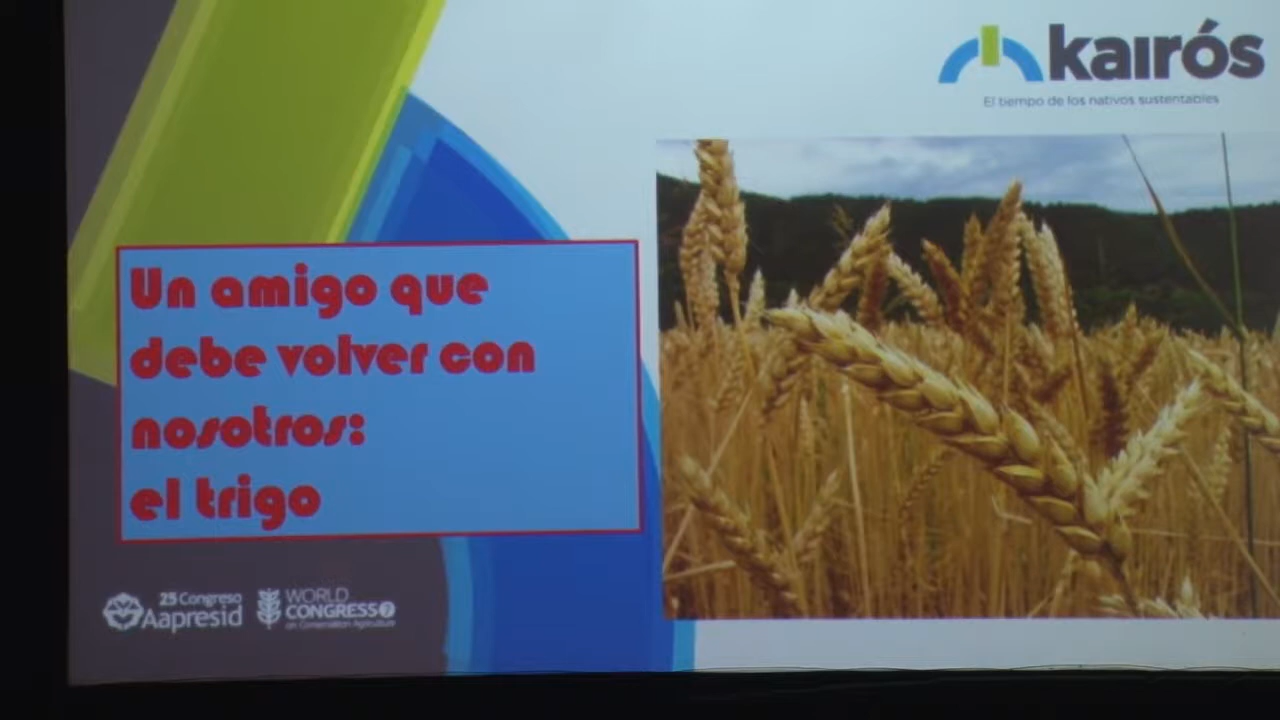 kairós
El tiempo de los nativos sustentables
Un amigo que
debe volver con
nosotros:
el trigo
25 Congreso
Aapresid
WORLD
CONGRESS 7
on Conservation Agriculture